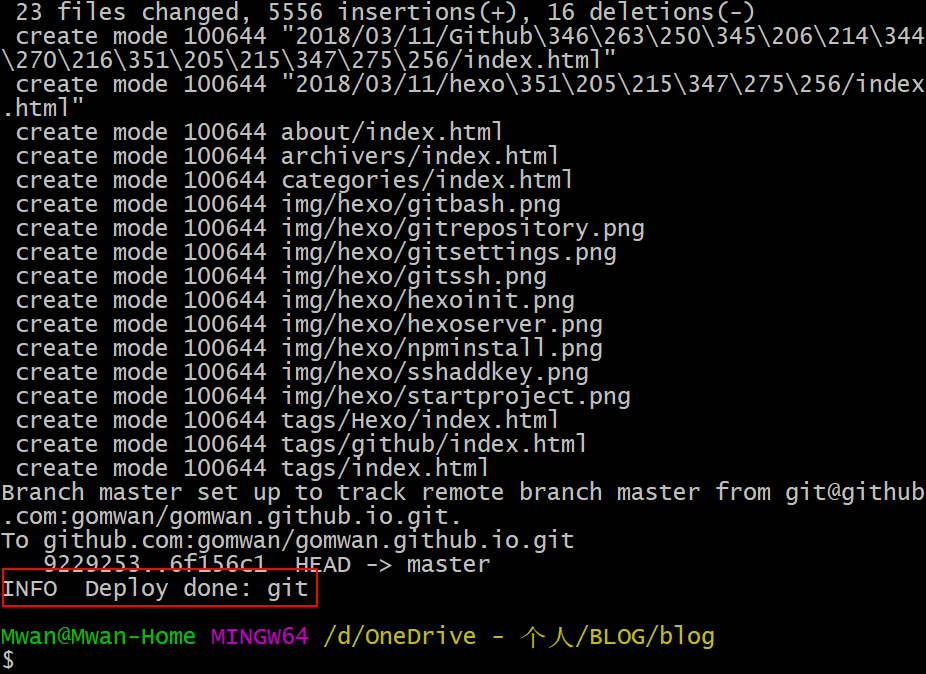 23 files changed, 5556 insertions(+), 16 deletions(-)
create mode 100644 "2018/03/11/Github\346\263\250\345\206\214\344
\270\216\351\205\215\347\275\256/index.html"
create mode 100644 "2018/03/11/hexo\351\205\215\347\275\256/index
.html"
create mode 100644 about/index.html
create mode 100644 archivers/index.html
create mode 100644 categories/index.html
create mode 100644 img/hexo/gitbash.png
create mode 100644 img/hexo/gitrepository.png
create mode 100644 img/hexo/gitsettings.png
create mode 100644 img/hexo/gitssh.png
create mode 100644 img/hexo/hexoinit.png
create mode 100644 img/hexo/hexoserver.png
create mode 100644 img/hexo/npminstall.png
create mode 100644 img/hexo/sshaddkey.png
create mode 100644 img/hexo/startproject.png
create mode 100644 tags/Hexo/index.html
create mode 100644 tags/github/index.html
create mode 100644 tags/index.html
Branch master set up to track remote branch master from git@github
.com:gomwan/gomwan.github.io.git.
To github.com:gomwan/gomwan.github.io.git
9229253..6f156c1  HEAD -> master
INFO  Deploy done: git
Mwan@Mwan-Home MINGW64 /d/OneDrive - 个人/BLOG/blog
$